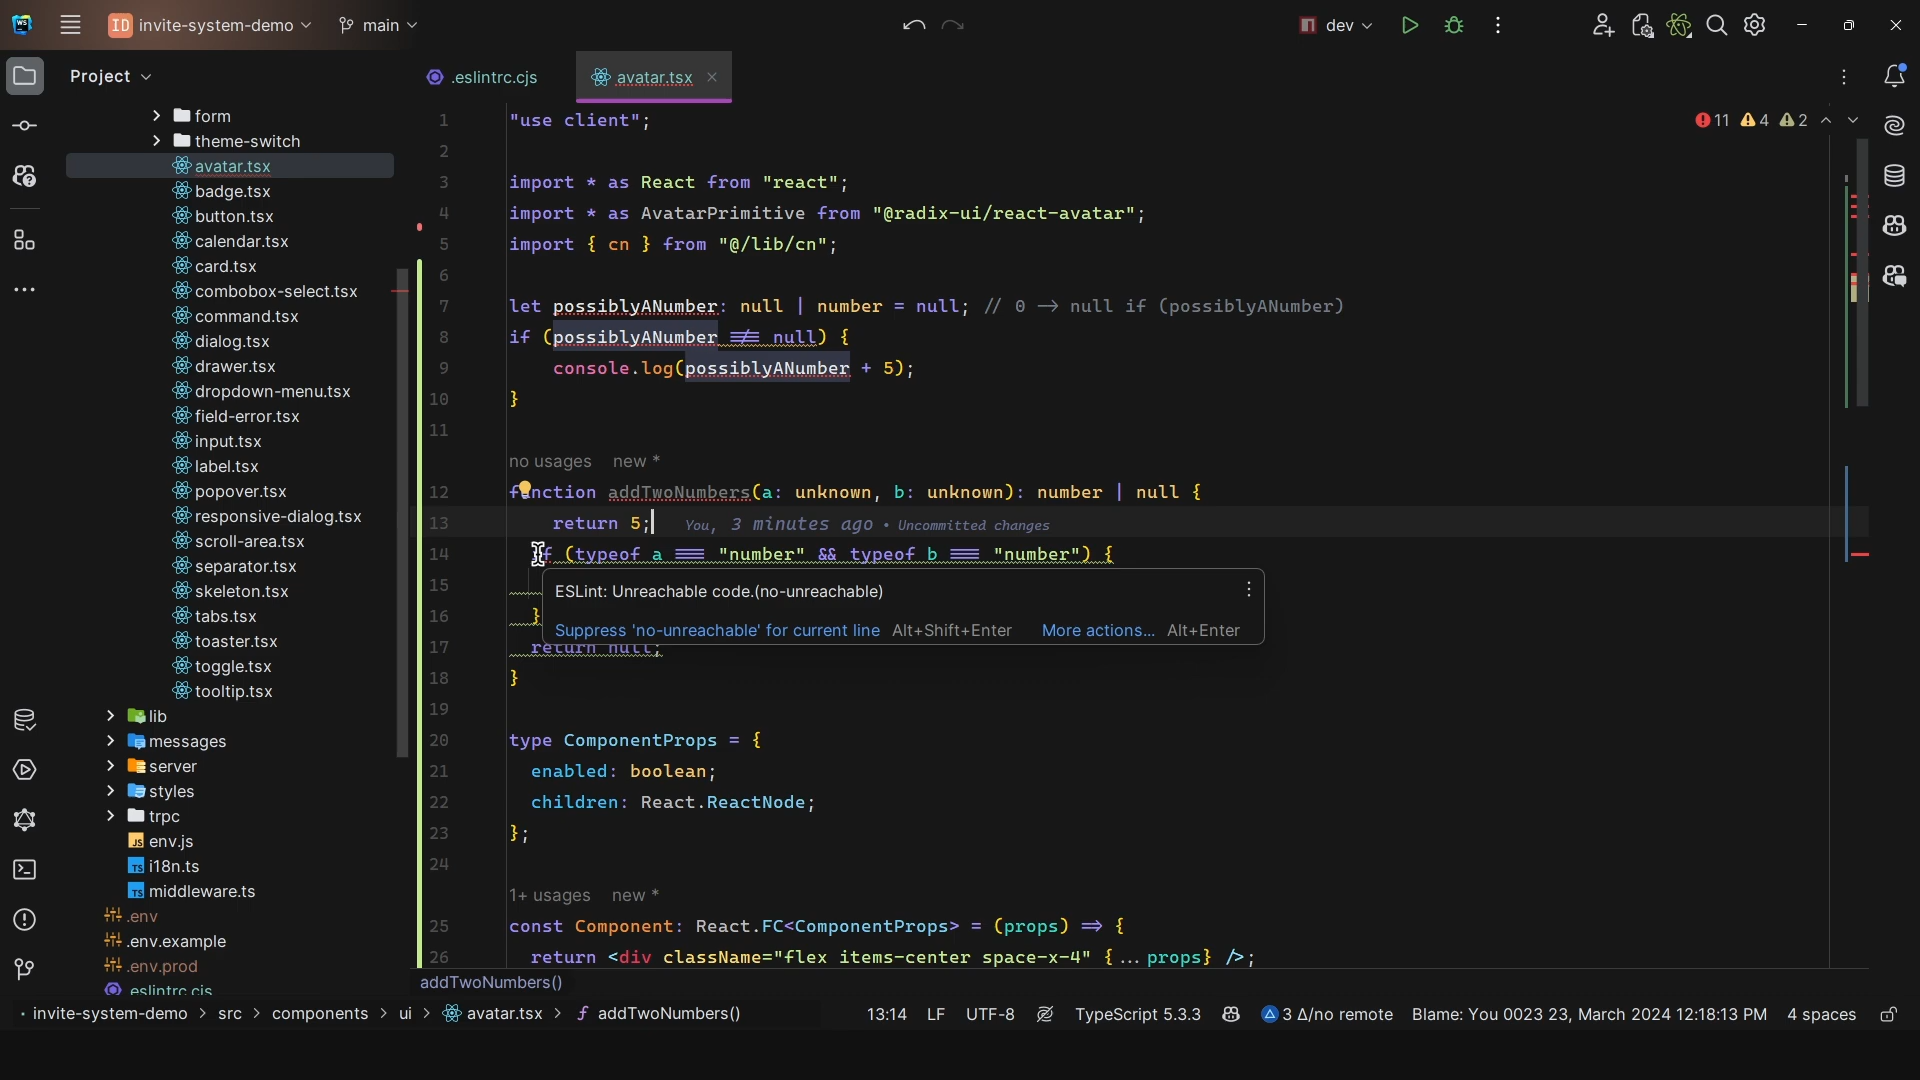 ID invite-system-demo main dev
Project
.eslintrc.cjs avatar.tsx
form
theme-switch
avatar.tsx
badge.tsx
button.tsx
calendar.tsx
card.tsx
combobox-select.tsx
command.tsx
dialog.tsx
drawer.tsx
dropdown-menu.tsx
field-error.tsx
input.tsx
label.tsx
popover.tsx
responsive-dialog.tsx
scroll-area.tsx
separator.tsx
skeleton.tsx
tabs.tsx
toaster.tsx
toggle.tsx
tooltip.tsx
lib
messages
server
styles
trpc
env.js
i18n.ts
middleware.ts
.env
.env.example
.env.prod
.eslintrc.cjs
11 4 2
1 "use client";
2
3 import * as React from "react";
4 import * as AvatarPrimitive from "@radix-ui/react-avatar";
5 import { cn } from "@/lib/cn";
6
7 let possiblyANumber: null | number = null; // 0 -> null if (possiblyANumber)
8 if (possiblyANumber !== null) {
9 console.log(possiblyANumber + 5);
10 }
11
no usages new *
12 function addTwoNumbers(a: unknown, b: unknown): number | null {
13 return 5; You, 3 minutes ago • Uncommitted changes
14 if (typeof a === "number" && typeof b === "number") {
15
ESLint: Unreachable code.(no-unreachable)
16 }
Suppress 'no-unreachable' for current line Alt+Shift+Enter More actions... Alt+Enter
17 return null;
18 }
19
20 type ComponentProps = {
21 enabled: boolean;
22 children: React.ReactNode;
23 };
24
1+ usages new *
25 const Component: React.FC<ComponentProps> = (props) => {
26 return <div className="flex items-center space-x-4" {...props} />;
addTwoNumbers()
invite-system-demo > src > components > ui > avatar.tsx > f addTwoNumbers() 13:14 LF UTF-8 TypeScript 5.3.3 3 Δ/no remote Blame: You 0023 23, March 2024 12:18:13 PM 4 spaces